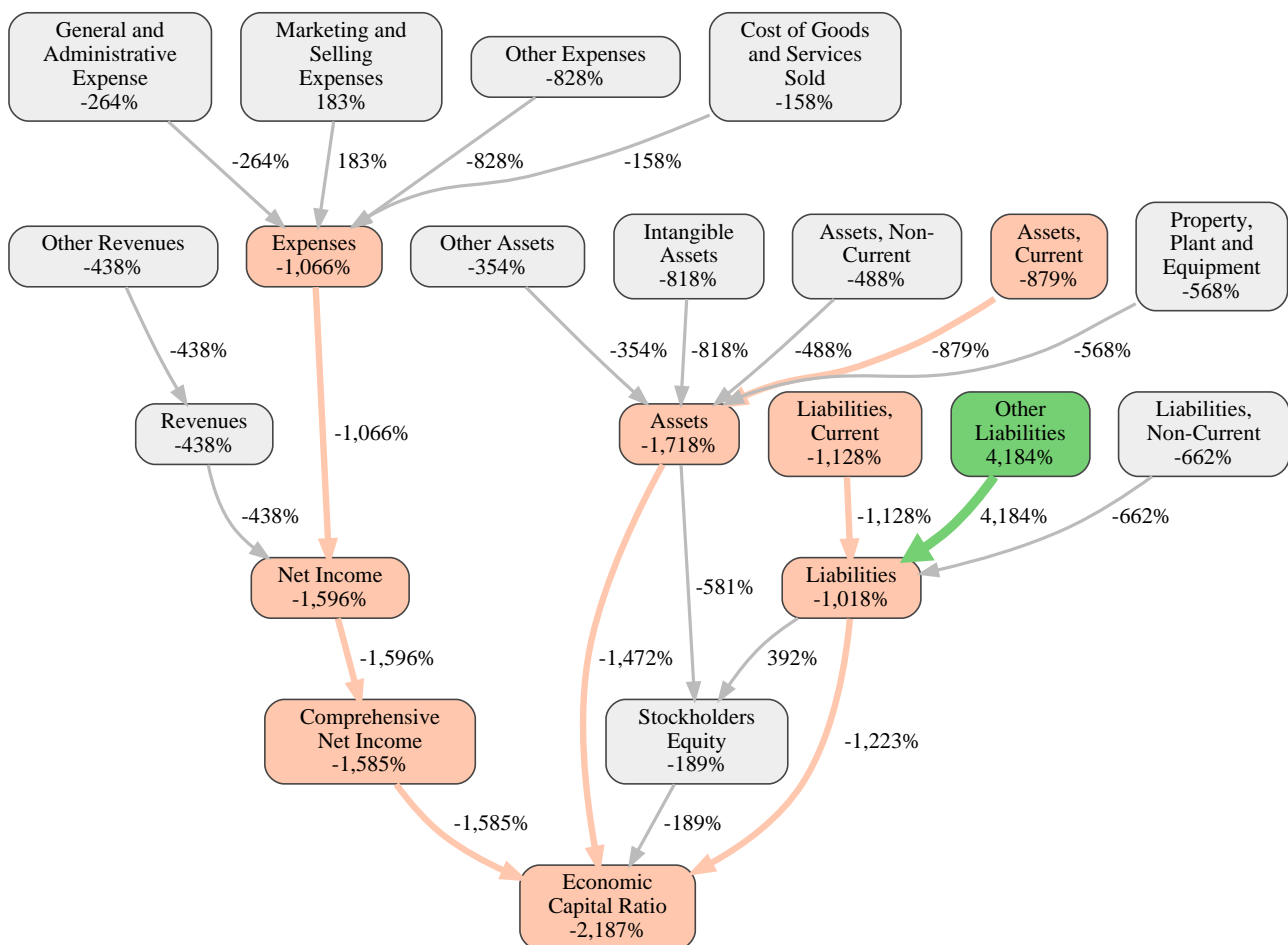 General and
Administrative
Expense
-264%
Marketing and
Selling
Expenses
183%
Other Expenses
-828%
Cost of Goods
and Services
Sold
-158%
-264%
183%
-828%
-158%
Other Revenues
-438%
Expenses
-1,066%
Other Assets
-354%
Intangible
Assets
-818%
Assets, Non-
Current
-488%
Assets,
Current
-879%
Property,
Plant and
Equipment
-568%
-438%
-354%
-818%
-488%
-879%
-568%
Revenues
-438%
-1,066%
Assets
-1,718%
Liabilities,
Current
-1,128%
Other
Liabilities
4,184%
Liabilities,
Non-Current
-662%
-438%
-1,128%
4,184%
-662%
Net Income
-1,596%
-581%
Liabilities
-1,018%
-1,596%
-1,472%
392%
Comprehensive
Net Income
-1,585%
Stockholders
Equity
-189%
-1,223%
-1,585%
-189%
Economic
Capital Ratio
-2,187%